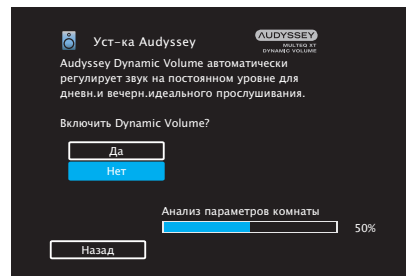 Уст-ка Audyssey
AUDYSSEY
MULTEQ XT
DYNAMIC VOLUME
Audyssey Dynamic Volume автоматически
регулирует звук на постоянном уровне для
дневн.и вечерн.идеального прослушивания.
Включить Dynamic Volume?
Да
Нет
Анализ параметров комнаты
50%
Назад